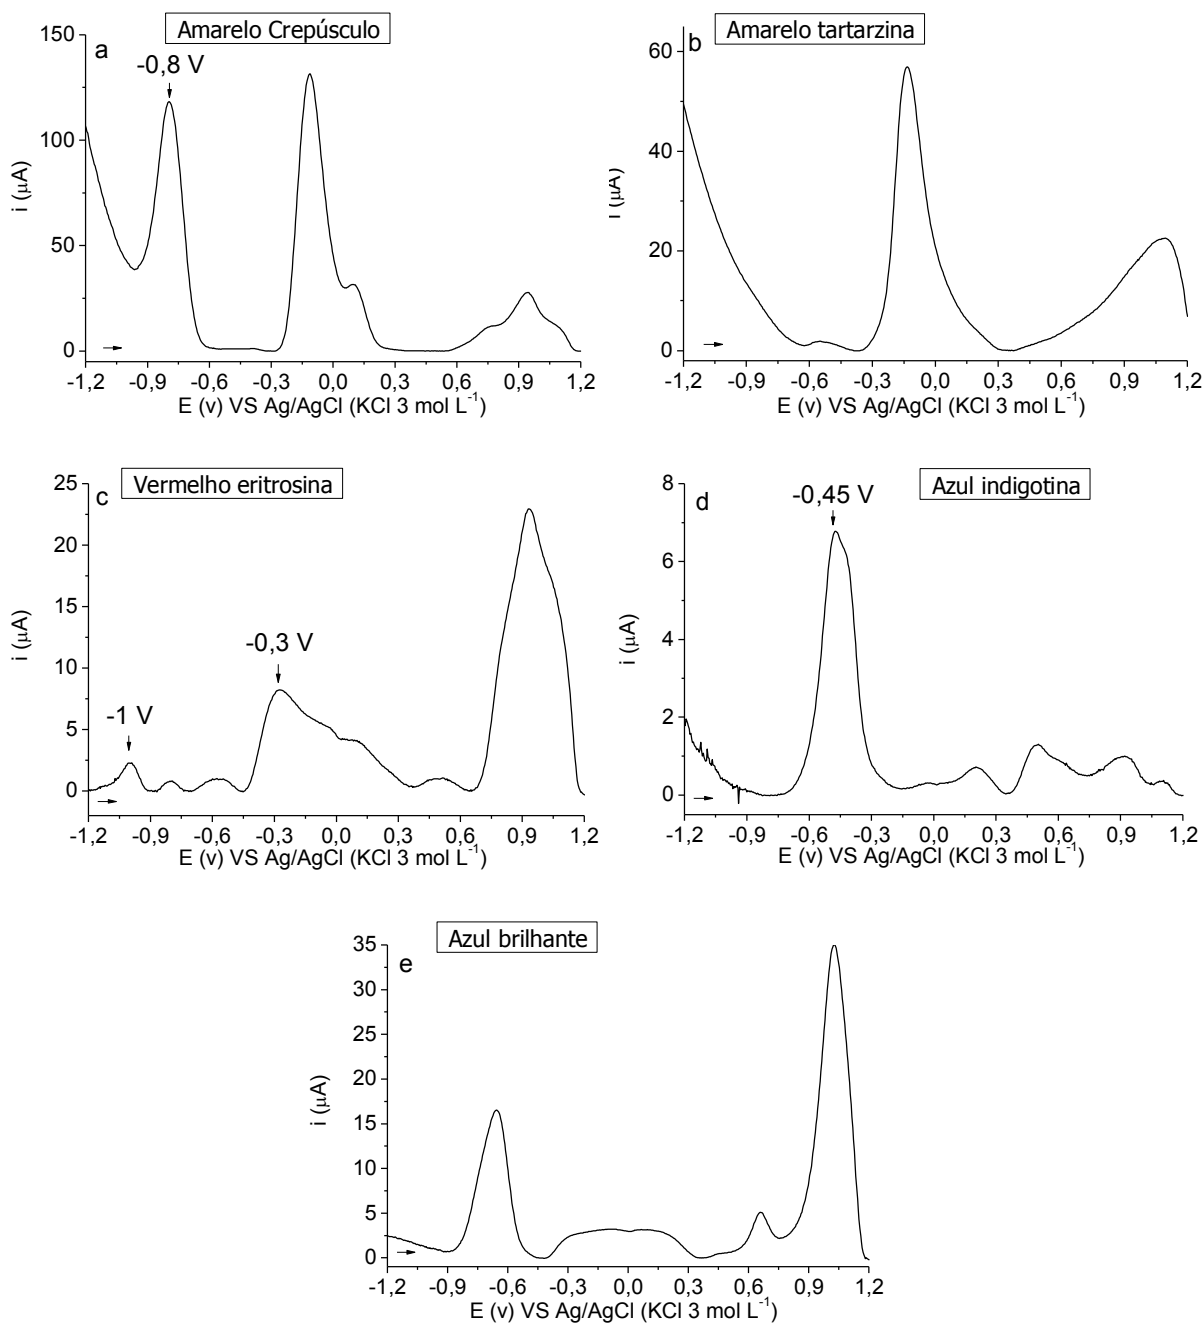 a
Amarelo Crepúsculo
-0,8 V
150
100
50
0
i (μA)
-1,2 -0,9 -0,6 -0,3 0,0 0,3 0,6 0,9 1,2
E (v) VS Ag/AgCl (KCl 3 mol L⁻¹)
b
Amarelo tartarzina
60
40
20
0
i (μA)
-1,2 -0,9 -0,6 -0,3 0,0 0,3 0,6 0,9 1,2
E (v) VS Ag/AgCl (KCl 3 mol L⁻¹)
c
Vermelho eritrosina
-1 V
-0,3 V
25
20
15
10
5
0
i (μA)
-1,2 -0,9 -0,6 -0,3 0,0 0,3 0,6 0,9 1,2
E (v) VS Ag/AgCl (KCl 3 mol L⁻¹)
d
-0,45 V
Azul indigotina
8
6
4
2
0
i (μA)
-1,2 -0,9 -0,6 -0,3 0,0 0,3 0,6 0,9 1,2
E (v) VS Ag/AgCl (KCl 3 mol L⁻¹)
e
Azul brilhante
35
30
25
20
15
10
5
0
i (μA)
-1,2 -0,9 -0,6 -0,3 0,0 0,3 0,6 0,9 1,2
E (v) VS Ag/AgCl (KCl 3 mol L⁻¹)